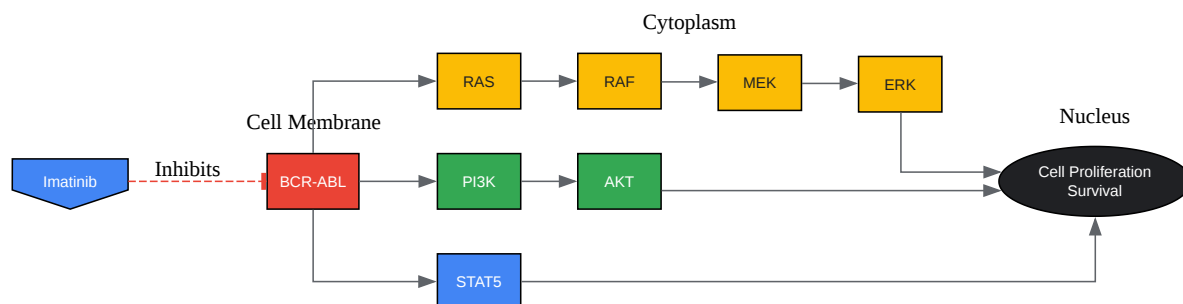 Cytoplasm
RAS
RAF
MEK
ERK
Cell Membrane
Nucleus
Imatinib
Inhibits
BCR-ABL
PI3K
AKT
Cell Proliferation
Survival
STAT5